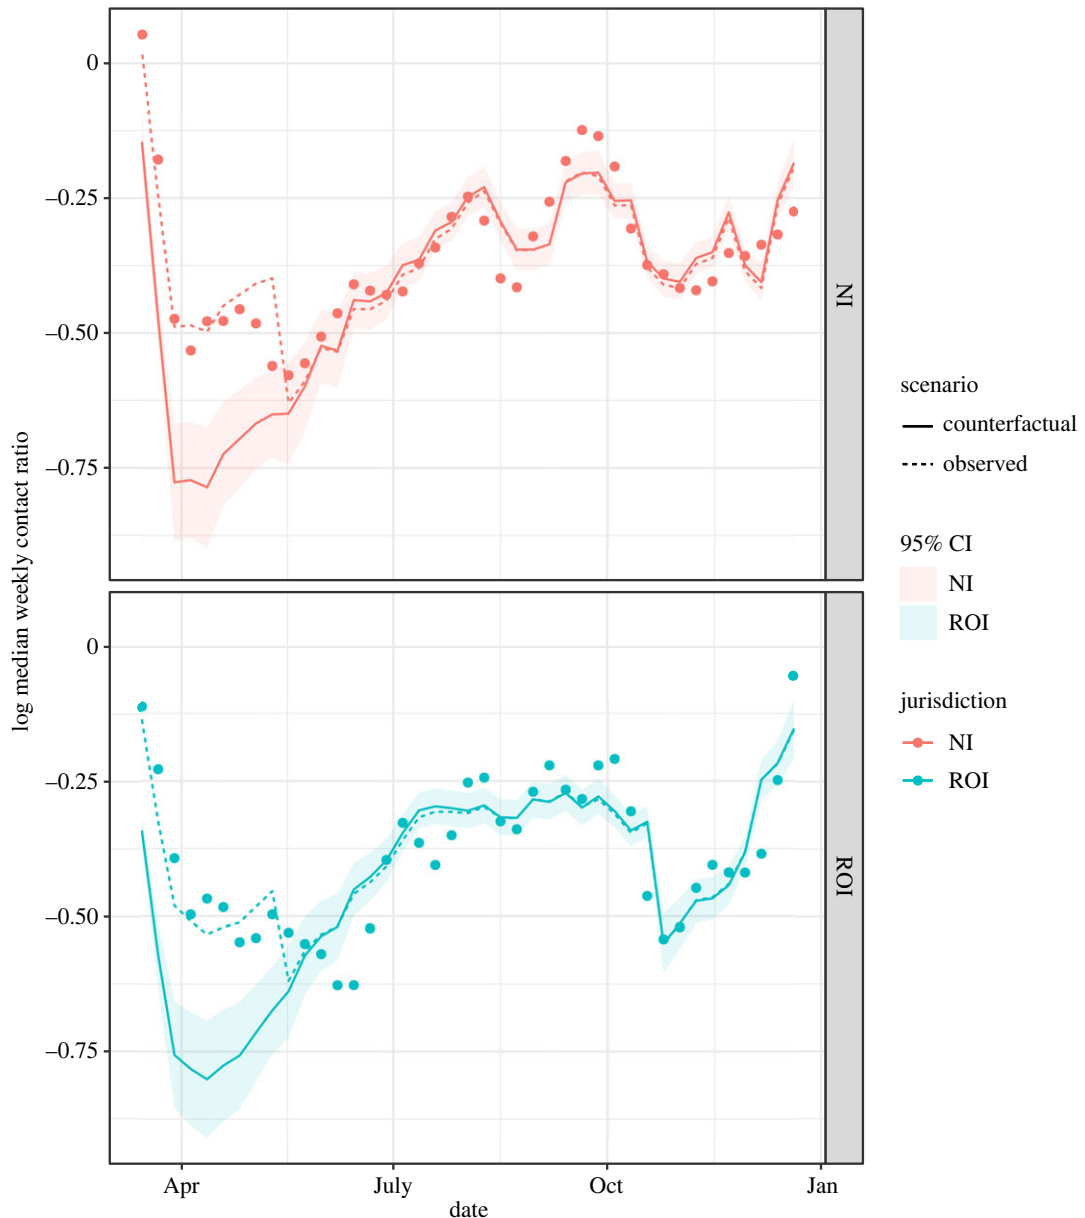 0
−0.25
−0.50
−0.75
NI
log median weekly contact ratio
0
−0.25
−0.50
−0.75
ROI
Apr
July
Oct
Jan
date
scenario
counterfactual
observed
95% CI
NI
ROI
jurisdiction
NI
ROI